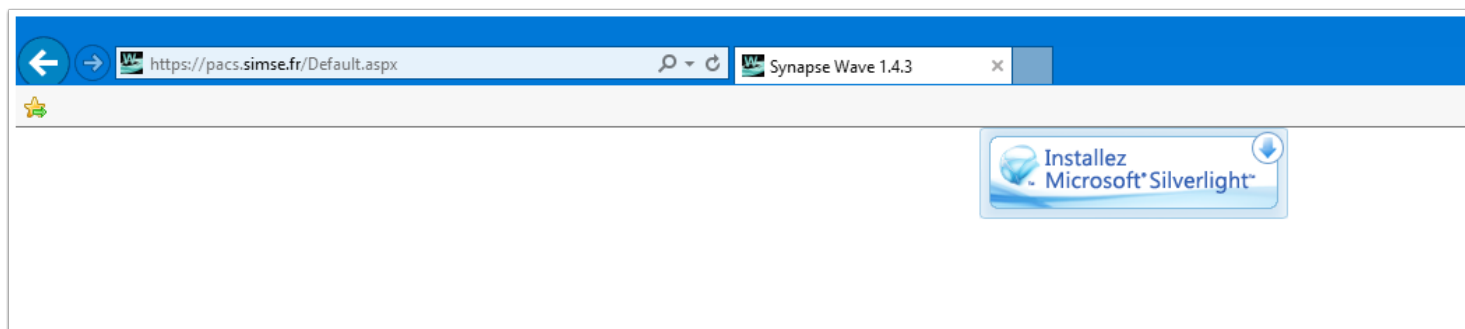 https://pacs.simse.fr/Default.aspx
Synapse Wave 1.4.3
Installez
Microsoft® Silverlight™